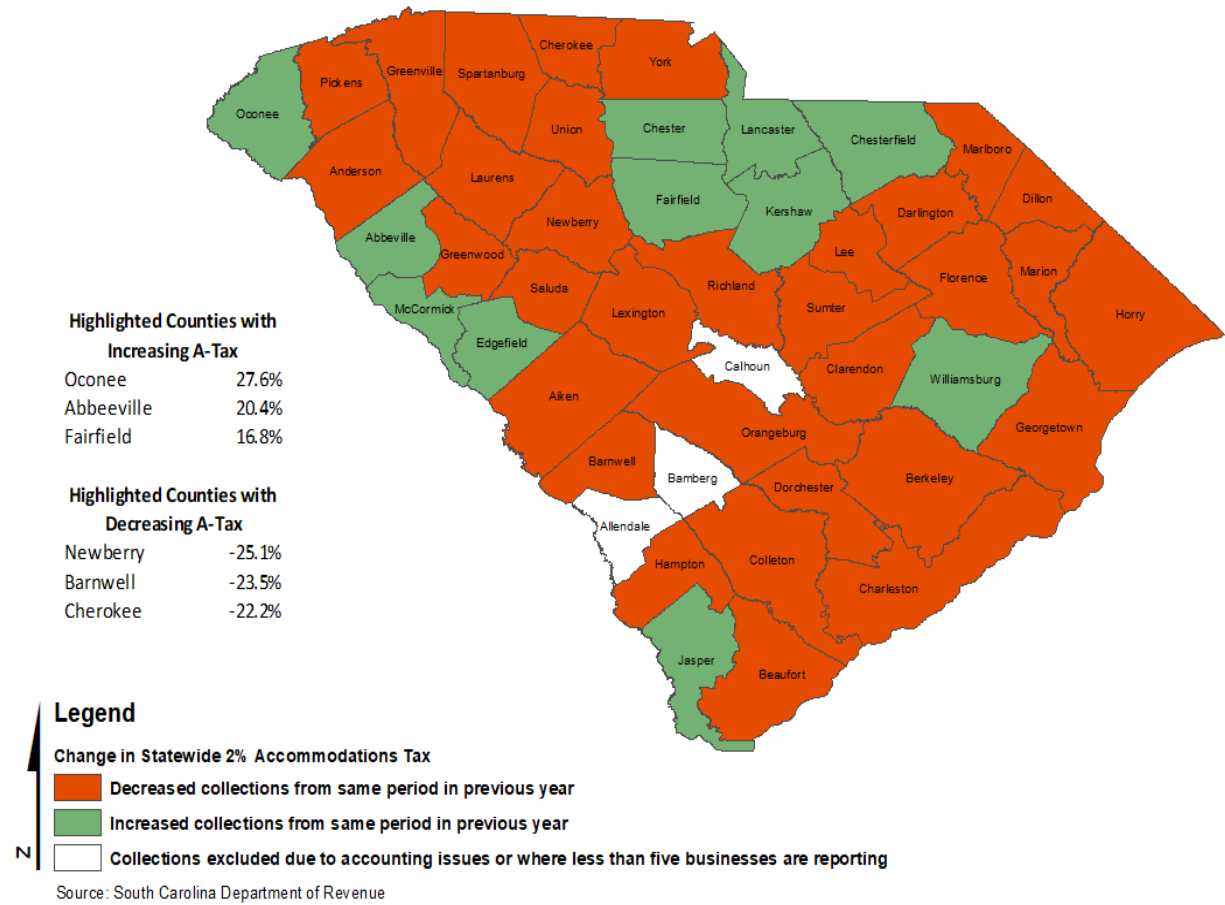 Cherokee
York
Greenville
Spartanburg
Pickens
Oconee
Union
Chester
Lancaster
Chesterfield
Marlboro
Anderson
Laurens
Dillon
Fairfield
Kershaw
Darlington
Newberry
Abbeville
Greenwood
Lee
Florence
Marion
Saluda
Richland
McCormick
Lexington
Sumter
Horry
Edgefield
Calhoun
Clarendon
Williamsburg
Aiken
Georgetown
Orangeburg
Barnwell
Bamberg
Dorchester
Berkeley
Allendale
Hampton
Colleton
Charleston
Jasper
Beaufort
Highlighted Counties with
Increasing A-Tax
Oconee 27.6%
Abbeeville 20.4%
Fairfield 16.8%
Highlighted Counties with
Decreasing A-Tax
Newberry -25.1%
Barnwell -23.5%
Cherokee -22.2%
Legend
Change in Statewide 2% Accommodations Tax
Decreased collections from same period in previous year
Increased collections from same period in previous year
Collections excluded due to accounting issues or where less than five businesses are reporting
N
Source: South Carolina Department of Revenue